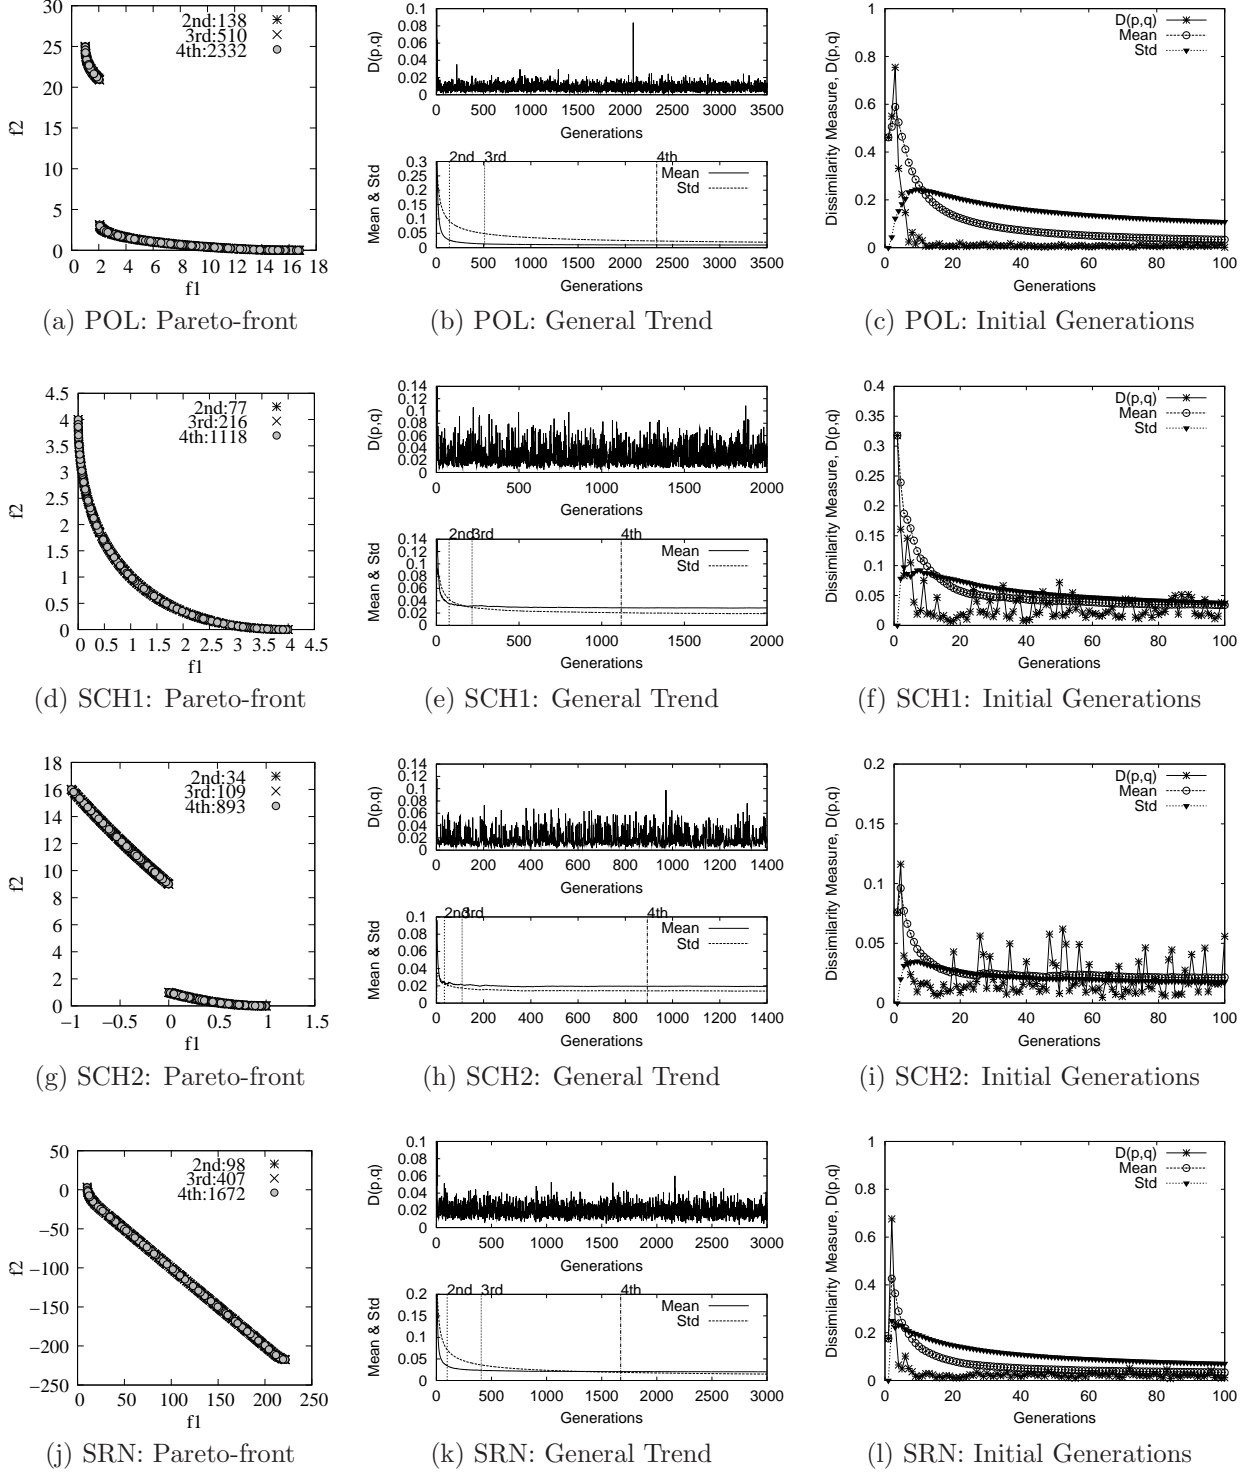 30
25
20
15
10
5
0
0 2 4 6 8 10 12 14 16 18
f2
f1
2nd:138
3rd:510
4th:2332
(a) POL: Pareto-front
0.1
0.08
0.06
0.04
0.02
0
0 500 1000 1500 2000 2500 3000 3500
D(p,q)
Generations
2nd 3rd 4th
0.3
0.25
0.2
0.15
0.1
0.05
0
0 500 1000 1500 2000 2500 3000 3500
Mean & Std
Generations
Mean
Std
(b) POL: General Trend
1
0.8
0.6
0.4
0.2
0
0 20 40 60 80 100
Dissimilarity Measure, D(p,q)
Generations
D(p,q)
Mean
Std
(c) POL: Initial Generations
4.5
4
3.5
3
2.5
2
1.5
1
0.5
0
0 0.5 1 1.5 2 2.5 3 3.5 4 4.5
f2
f1
2nd:77
3rd:216
4th:1118
(d) SCH1: Pareto-front
0.14
0.12
0.1
0.08
0.06
0.04
0.02
0
0 500 1000 1500 2000
D(p,q)
Generations
2nd 3rd 4th
0.14
0.12
0.1
0.08
0.06
0.04
0.02
0
0 500 1000 1500 2000
Mean & Std
Generations
Mean
Std
(e) SCH1: General Trend
0.4
0.35
0.3
0.25
0.2
0.15
0.1
0.05
0
0 20 40 60 80 100
Dissimilarity Measure, D(p,q)
Generations
D(p,q)
Mean
Std
(f) SCH1: Initial Generations
18
16
14
12
10
8
6
4
2
0
−1 −0.5 0 0.5 1 1.5
f2
f1
2nd:34
3rd:109
4th:893
(g) SCH2: Pareto-front
0.14
0.12
0.1
0.08
0.06
0.04
0.02
0
0 200 400 600 800 1000 1200 1400
D(p,q)
Generations
2nd 3rd 4th
0.1
0.08
0.06
0.04
0.02
0
0 200 400 600 800 1000 1200 1400
Mean & Std
Generations
Mean
Std
(h) SCH2: General Trend
0.2
0.15
0.1
0.05
0
0 20 40 60 80 100
Dissimilarity Measure, D(p,q)
Generations
D(p,q)
Mean
Std
(i) SCH2: Initial Generations
50
0
−50
−100
−150
−200
−250
0 50 100 150 200 250
f2
f1
2nd:98
3rd:407
4th:1672
(j) SRN: Pareto-front
0.1
0.08
0.06
0.04
0.02
0
0 500 1000 1500 2000 2500 3000
D(p,q)
Generations
2nd 3rd 4th
0.2
0.15
0.1
0.05
0
0 500 1000 1500 2000 2500 3000
Mean & Std
Generations
Mean
Std
(k) SRN: General Trend
1
0.8
0.6
0.4
0.2
0
0 20 40 60 80 100
Dissimilarity Measure, D(p,q)
Generations
D(p,q)
Mean
Std
(l) SRN: Initial Generations